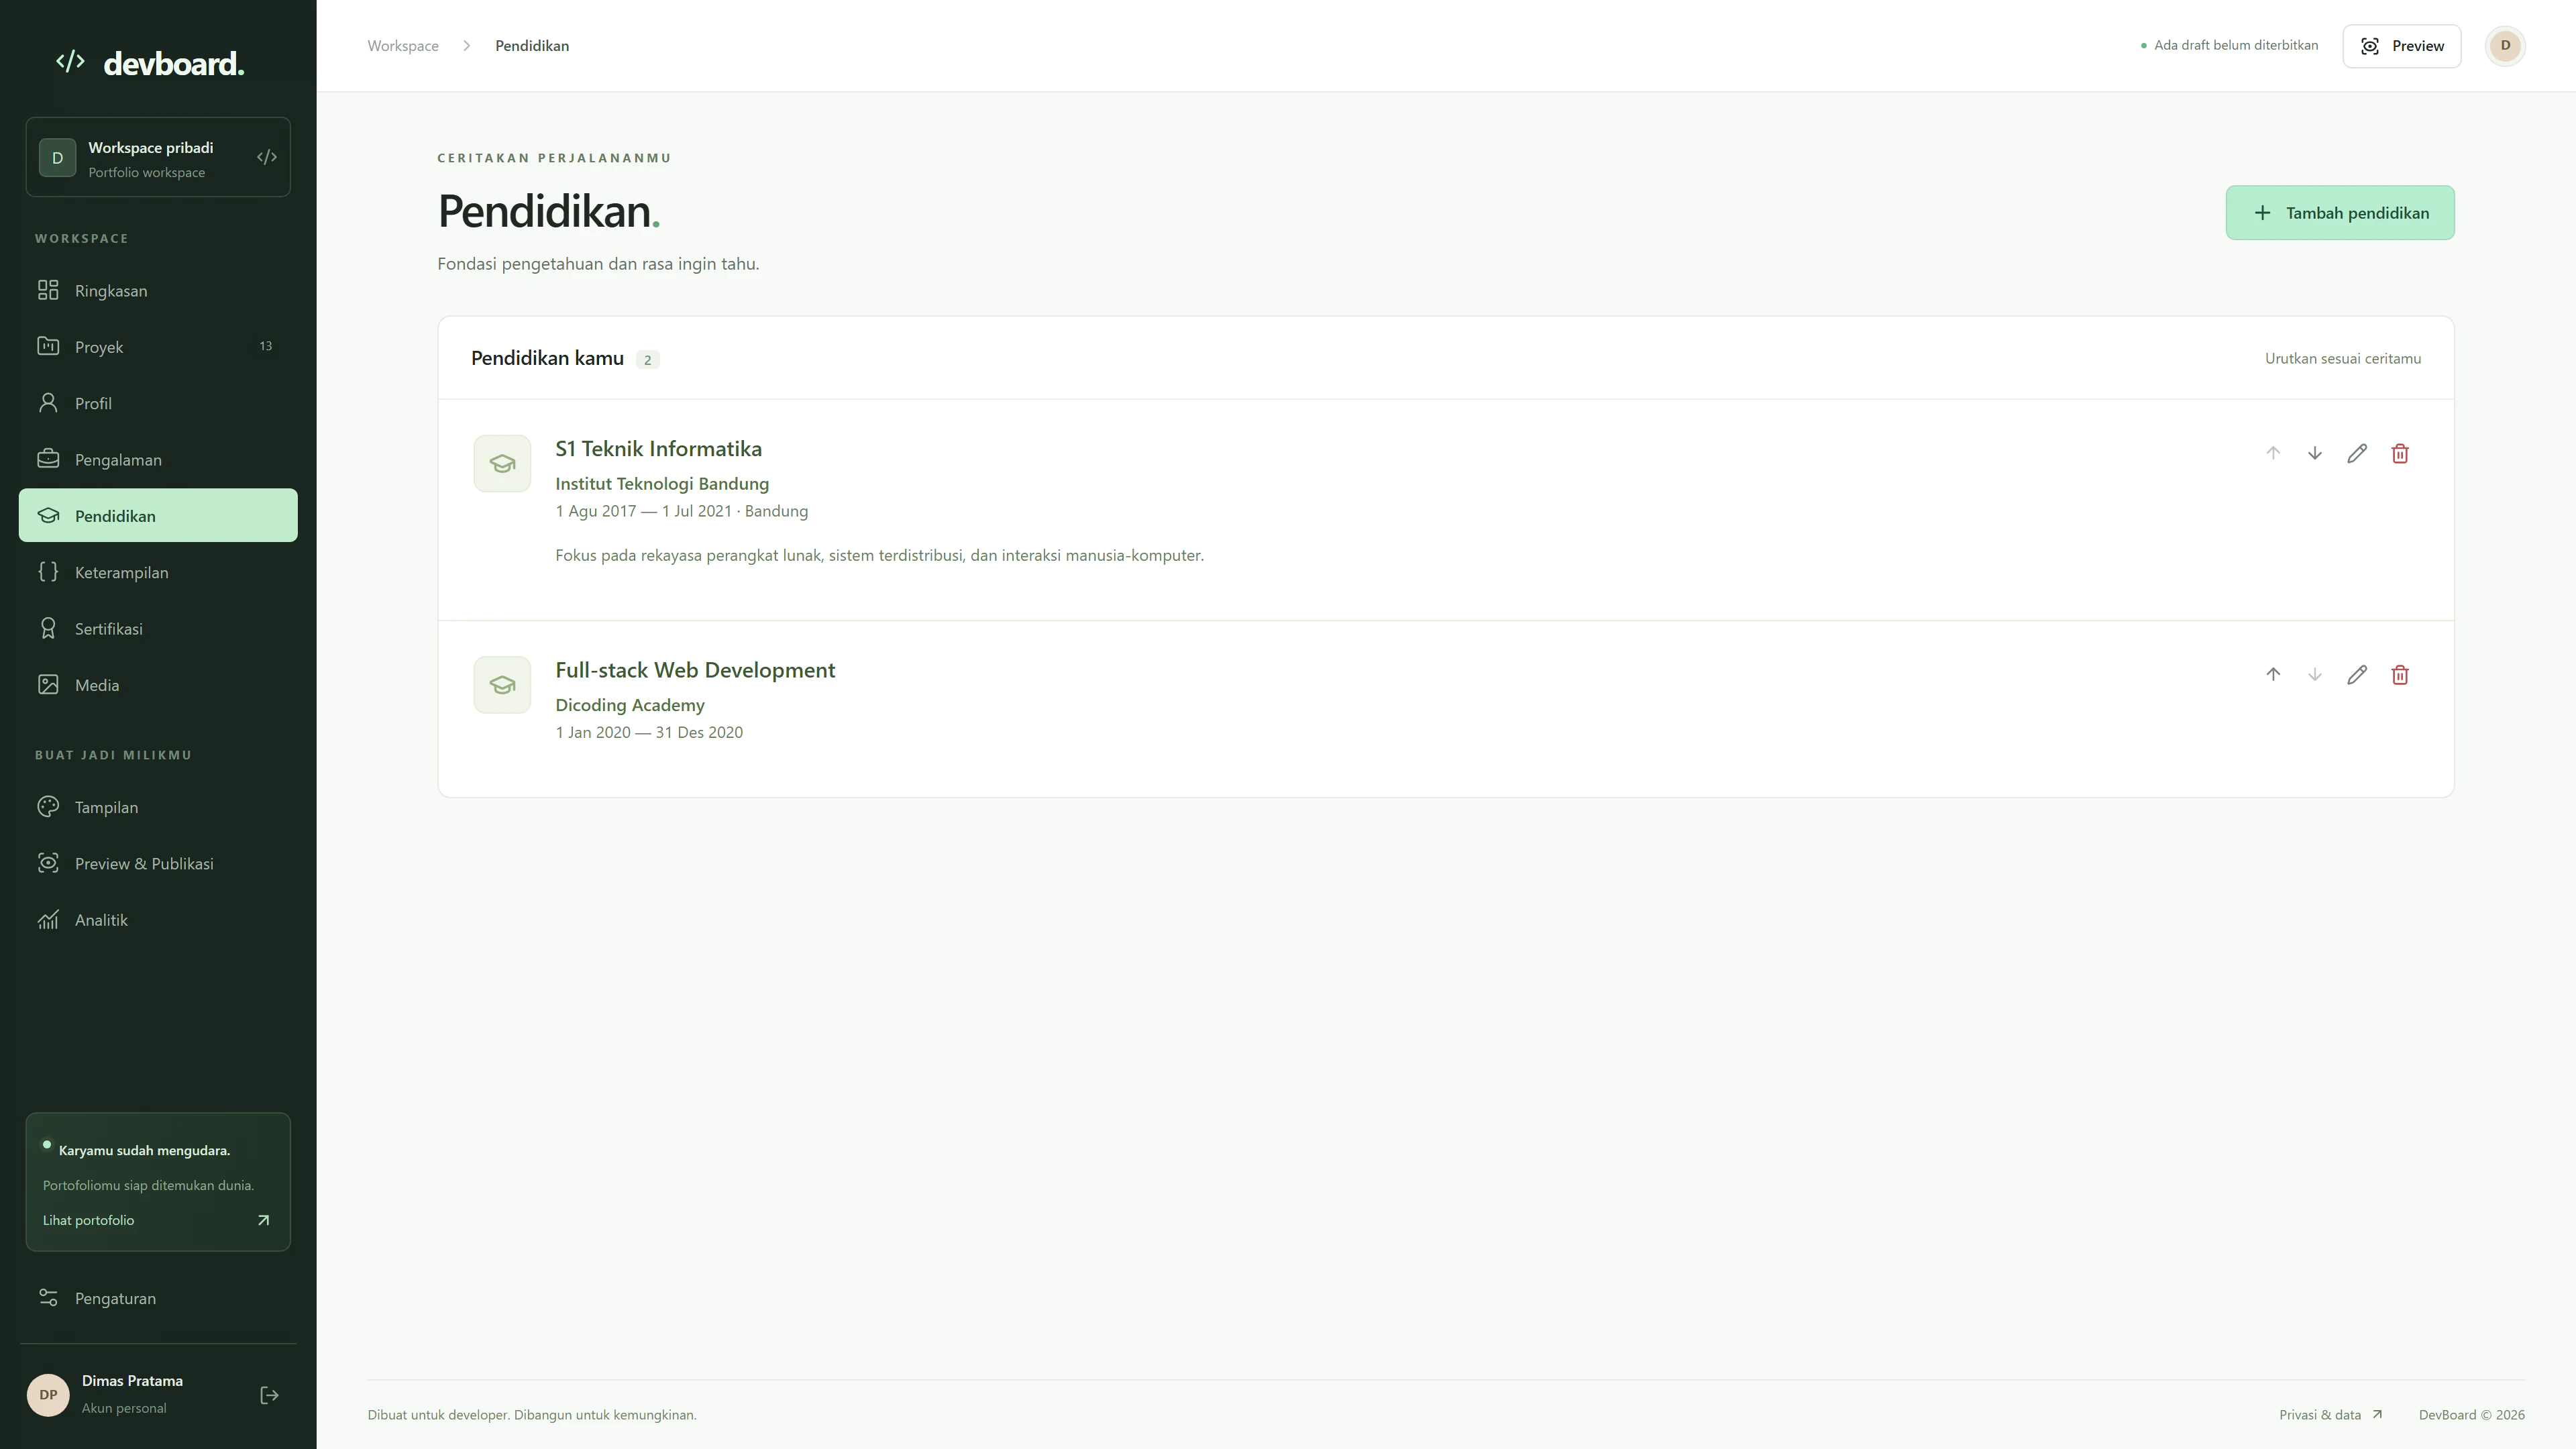 devboard.
D
Workspace pribadi
Portfolio workspace
WORKSPACE
Ringkasan
Proyek 13
Profil
Pengalaman
Pendidikan
Keterampilan
Sertifikasi
Media
BUAT JADI MILIKMU
Tampilan
Preview & Publikasi
Analitik
Karyamu sudah mengudara.
Portofoliomu siap ditemukan dunia.
Lihat portofolio
Pengaturan
DP
Dimas Pratama
Akun personal
Workspace Pendidikan
Ada draft belum diterbitkan
Preview
D
CERITAKAN PERJALANANMU
Pendidikan.
Fondasi pengetahuan dan rasa ingin tahu.
Tambah pendidikan
Pendidikan kamu 2
Urutkan sesuai ceritamu
S1 Teknik Informatika
Institut Teknologi Bandung
1 Agu 2017 — 1 Jul 2021 · Bandung
Fokus pada rekayasa perangkat lunak, sistem terdistribusi, dan interaksi manusia-komputer.
Full-stack Web Development
Dicoding Academy
1 Jan 2020 — 31 Des 2020
Dibuat untuk developer. Dibangun untuk kemungkinan.
Privasi & data
DevBoard © 2026